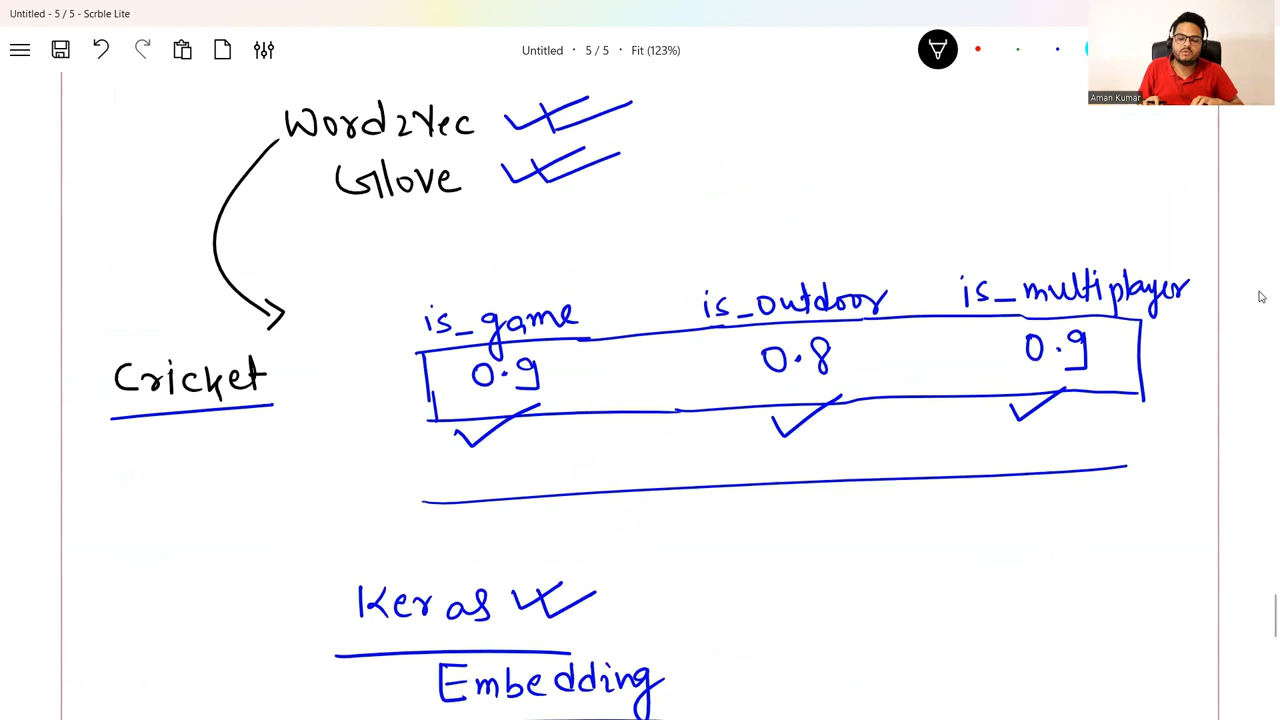 Untitled - 5 / 5 - Scrble Lite
Untitled • 5 / 5 • Fit (123%)
Aman Kumar
Word2Vec
Glove
is_game is_outdoor is_multiplayer
Cricket 0.9 0.8 0.9
Keras
Embedding